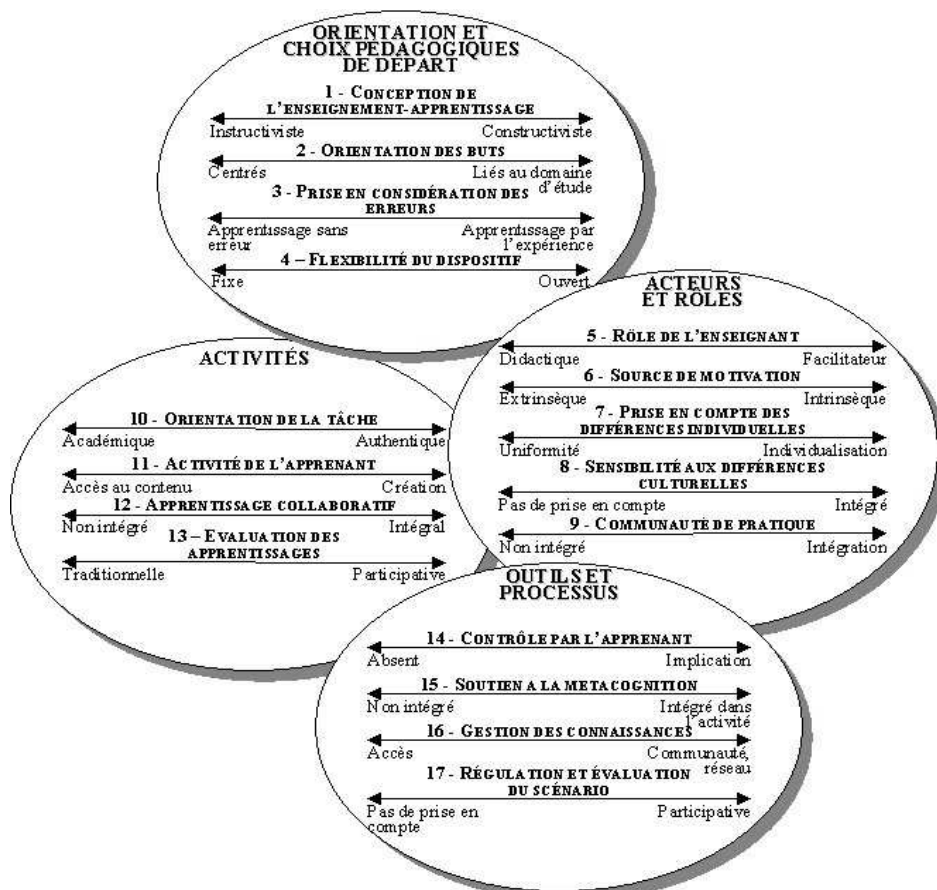 ORIENTATION ET
CHOIX PÉDAGOGIQUES
DE DÉPART
1 - CONCEPTION DE
L'ENSEIGNEMENT-APPRENTISSAGE
Instructiviste Constructiviste
2 - ORIENTATION DES BUTS
Centrés Liés au domaine
d'étude
3 - PRISE EN CONSIDÉRATION DES
ERREURS
Apprentissage sans Apprentissage par
erreur l'expérience
4 – FLEXIBILITÉ DU DISPOSITIF
Fixe Ouvert
ACTEURS
ET RÔLES
5 - RÔLE DE L'ENSEIGNANT
Didactique Facilitateur
6 - SOURCE DE MOTIVATION
Extrinsèque Intrinsèque
7 - PRISE EN COMPTE DES
DIFFÉRENCES INDIVIDUELLES
Uniformité Individualisation
8 - SENSIBILITÉ AUX DIFFÉRENCES
CULTURELLES
Pas de prise en compte Intégré
9 - COMMUNAUTÉ DE PRATIQUE
Non intégré Intégration
ACTIVITÉS
10 - ORIENTATION DE LA TÂCHE
Académique Authentique
11 - ACTIVITÉ DE L'APPRENANT
Accès au contenu Création
12 - APPRENTISSAGE COLLABORATIF
Non intégré Intégral
13 – EVALUATION DES
APPRENTISSAGES
Traditionnelle Participative
OUTILS ET
PROCESSUS
14 - CONTRÔLE PAR L'APPRENANT
Absent Implication
15 - SOUTIEN A LA METACOGNITION
Non intégré Intégré dans
l'activité
16 - GESTION DES CONNAISSANCES
Accès Communauté,
réseau
17 - RÉGULATION ET ÉVALUATION
DU SCÉNARIO
Pas de prise en Participative
compte